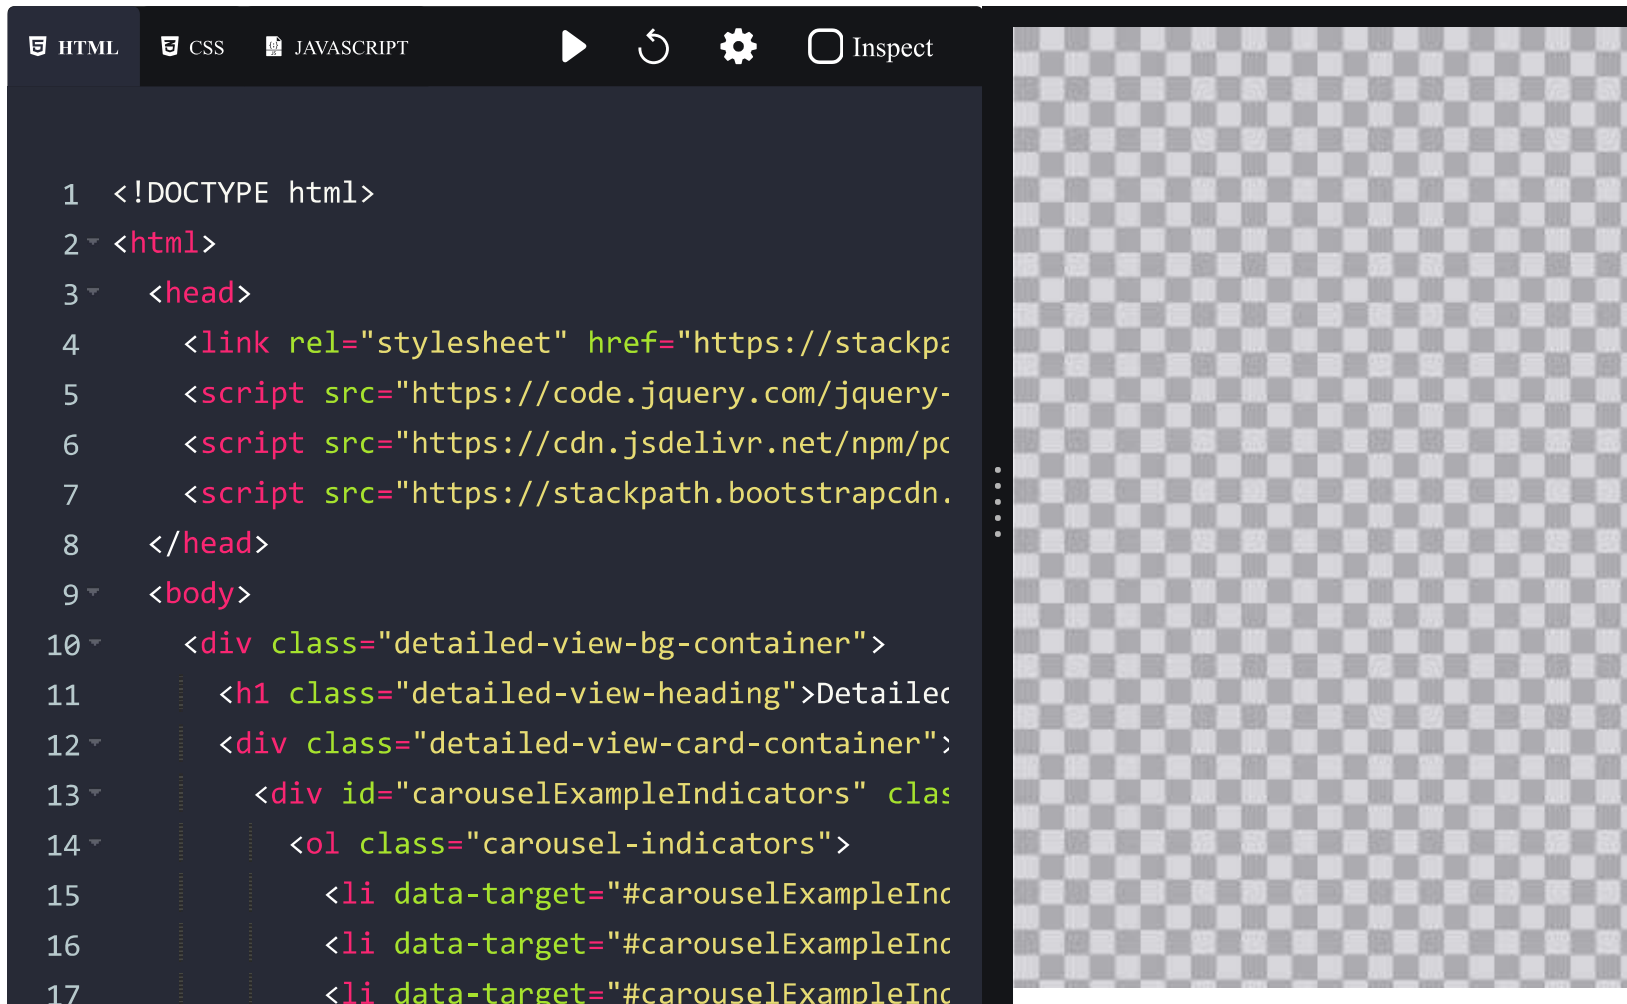 HTML CSS JAVASCRIPT Inspect
1 <!DOCTYPE html>
2 <html>
3 <head>
4 <link rel="stylesheet" href="https://stackpa
5 <script src="https://code.jquery.com/jquery-
6 <script src="https://cdn.jsdelivr.net/npm/po
7 <script src="https://stackpath.bootstrapcdn.
8 </head>
9 <body>
10 <div class="detailed-view-bg-container">
11 <h1 class="detailed-view-heading">Detailed
12 <div class="detailed-view-card-container">
13 <div id="carouselExampleIndicators" clas
14 <ol class="carousel-indicators">
15 <li data-target="#carouselExampleInd
16 <li data-target="#carouselExampleInd
17 <li data-target="#carouselExampleInd